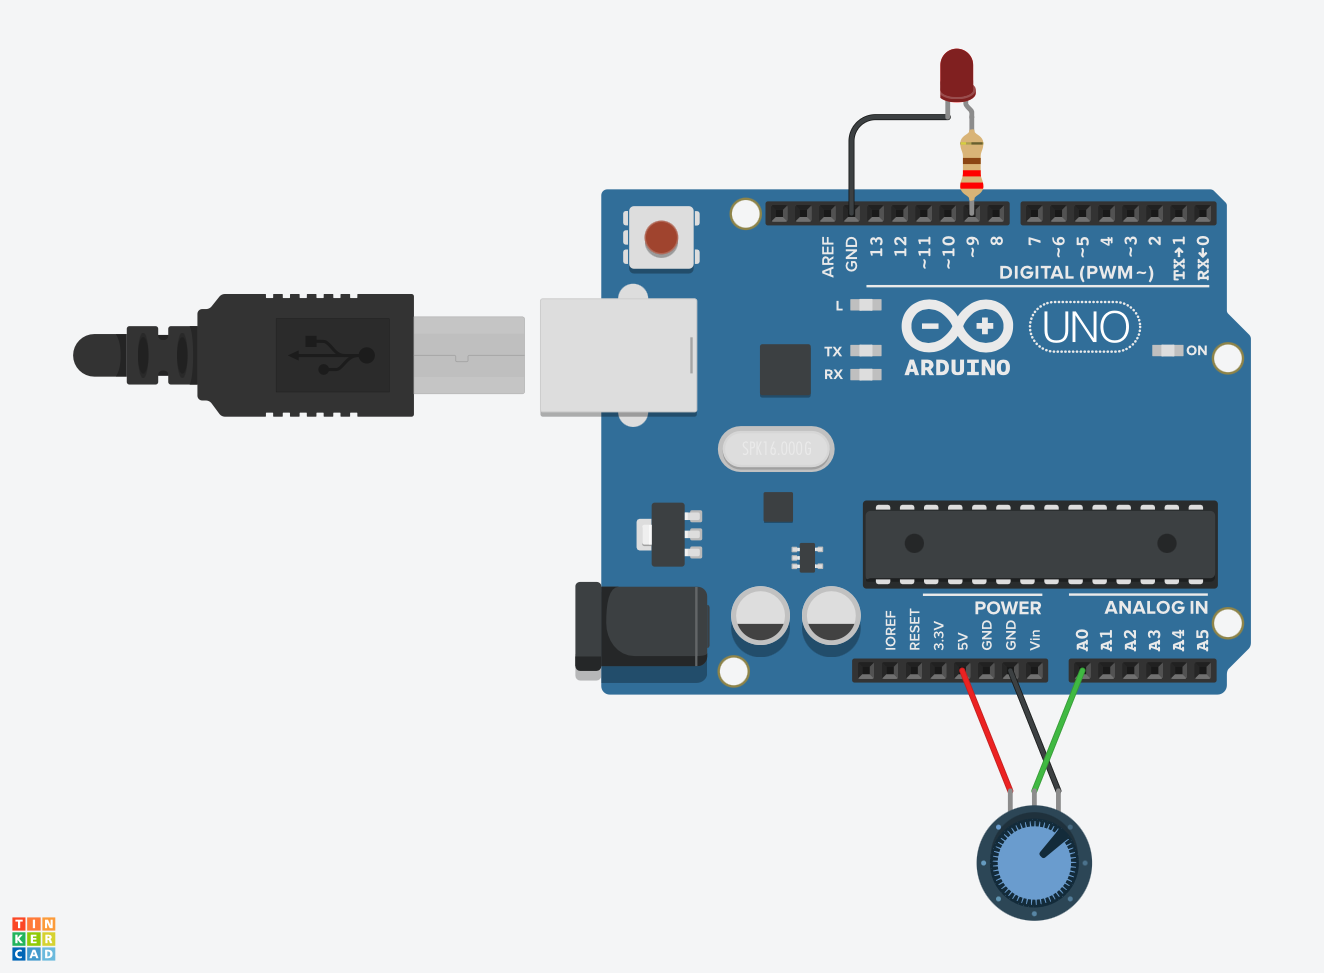 AREF
GND
13
12
~11
~10
~9
8
7
~6
~5
4
~3
2
TX→1
RX←0
DIGITAL (PWM~)
L
TX
RX
UNO
ARDUINO
ON
SPK16.000G
POWER
ANALOG IN
IOREF
RESET
3.3V
5V
GND
GND
Vin
A0
A1
A2
A3
A4
A5
TIN
KER
CAD